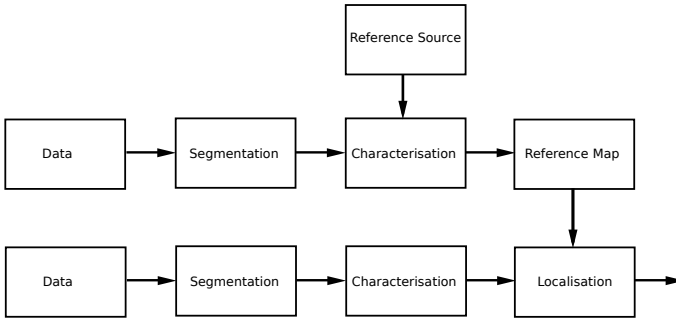 Reference Source
Data
Segmentation
Characterisation
Reference Map
Data
Segmentation
Characterisation
Localisation